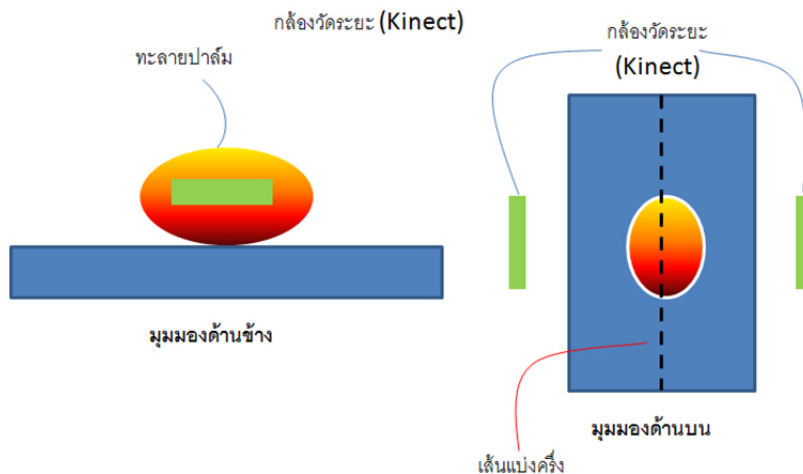 กล้องวัดระยะ (Kinect)
ทะลายปาล์ม
มุมมองด้านข้าง
กล้องวัดระยะ
(Kinect)
มุมมองด้านบน
เส้นแบ่งครึ่ง